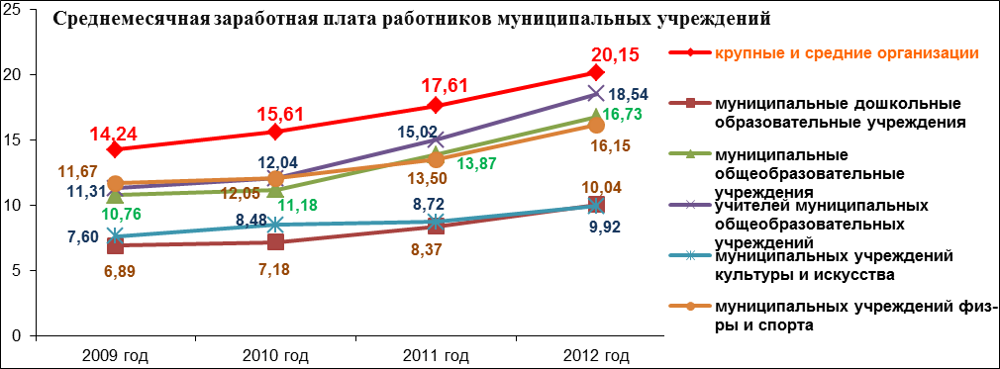 Среднемесячная заработная плата работников муниципальных учреждений
25
20
15
10
5
0
14,24
15,61
17,61
20,15
11,67
11,31
10,76
12,04
12,05
11,18
15,02
13,87
13,50
18,54
16,73
16,15
7,60
6,89
8,48
7,18
8,72
8,37
10,04
9,92
2009 год
2010 год
2011 год
2012 год
крупные и средние организации
муниципальные дошкольные
образовательные учреждения
муниципальные
общеобразовательные
учреждения
учителей муниципальных
общеобразовательных
учреждений
муниципальных учреждений
культуры и искусства
муниципальных учреждений физ-
ры и спорта